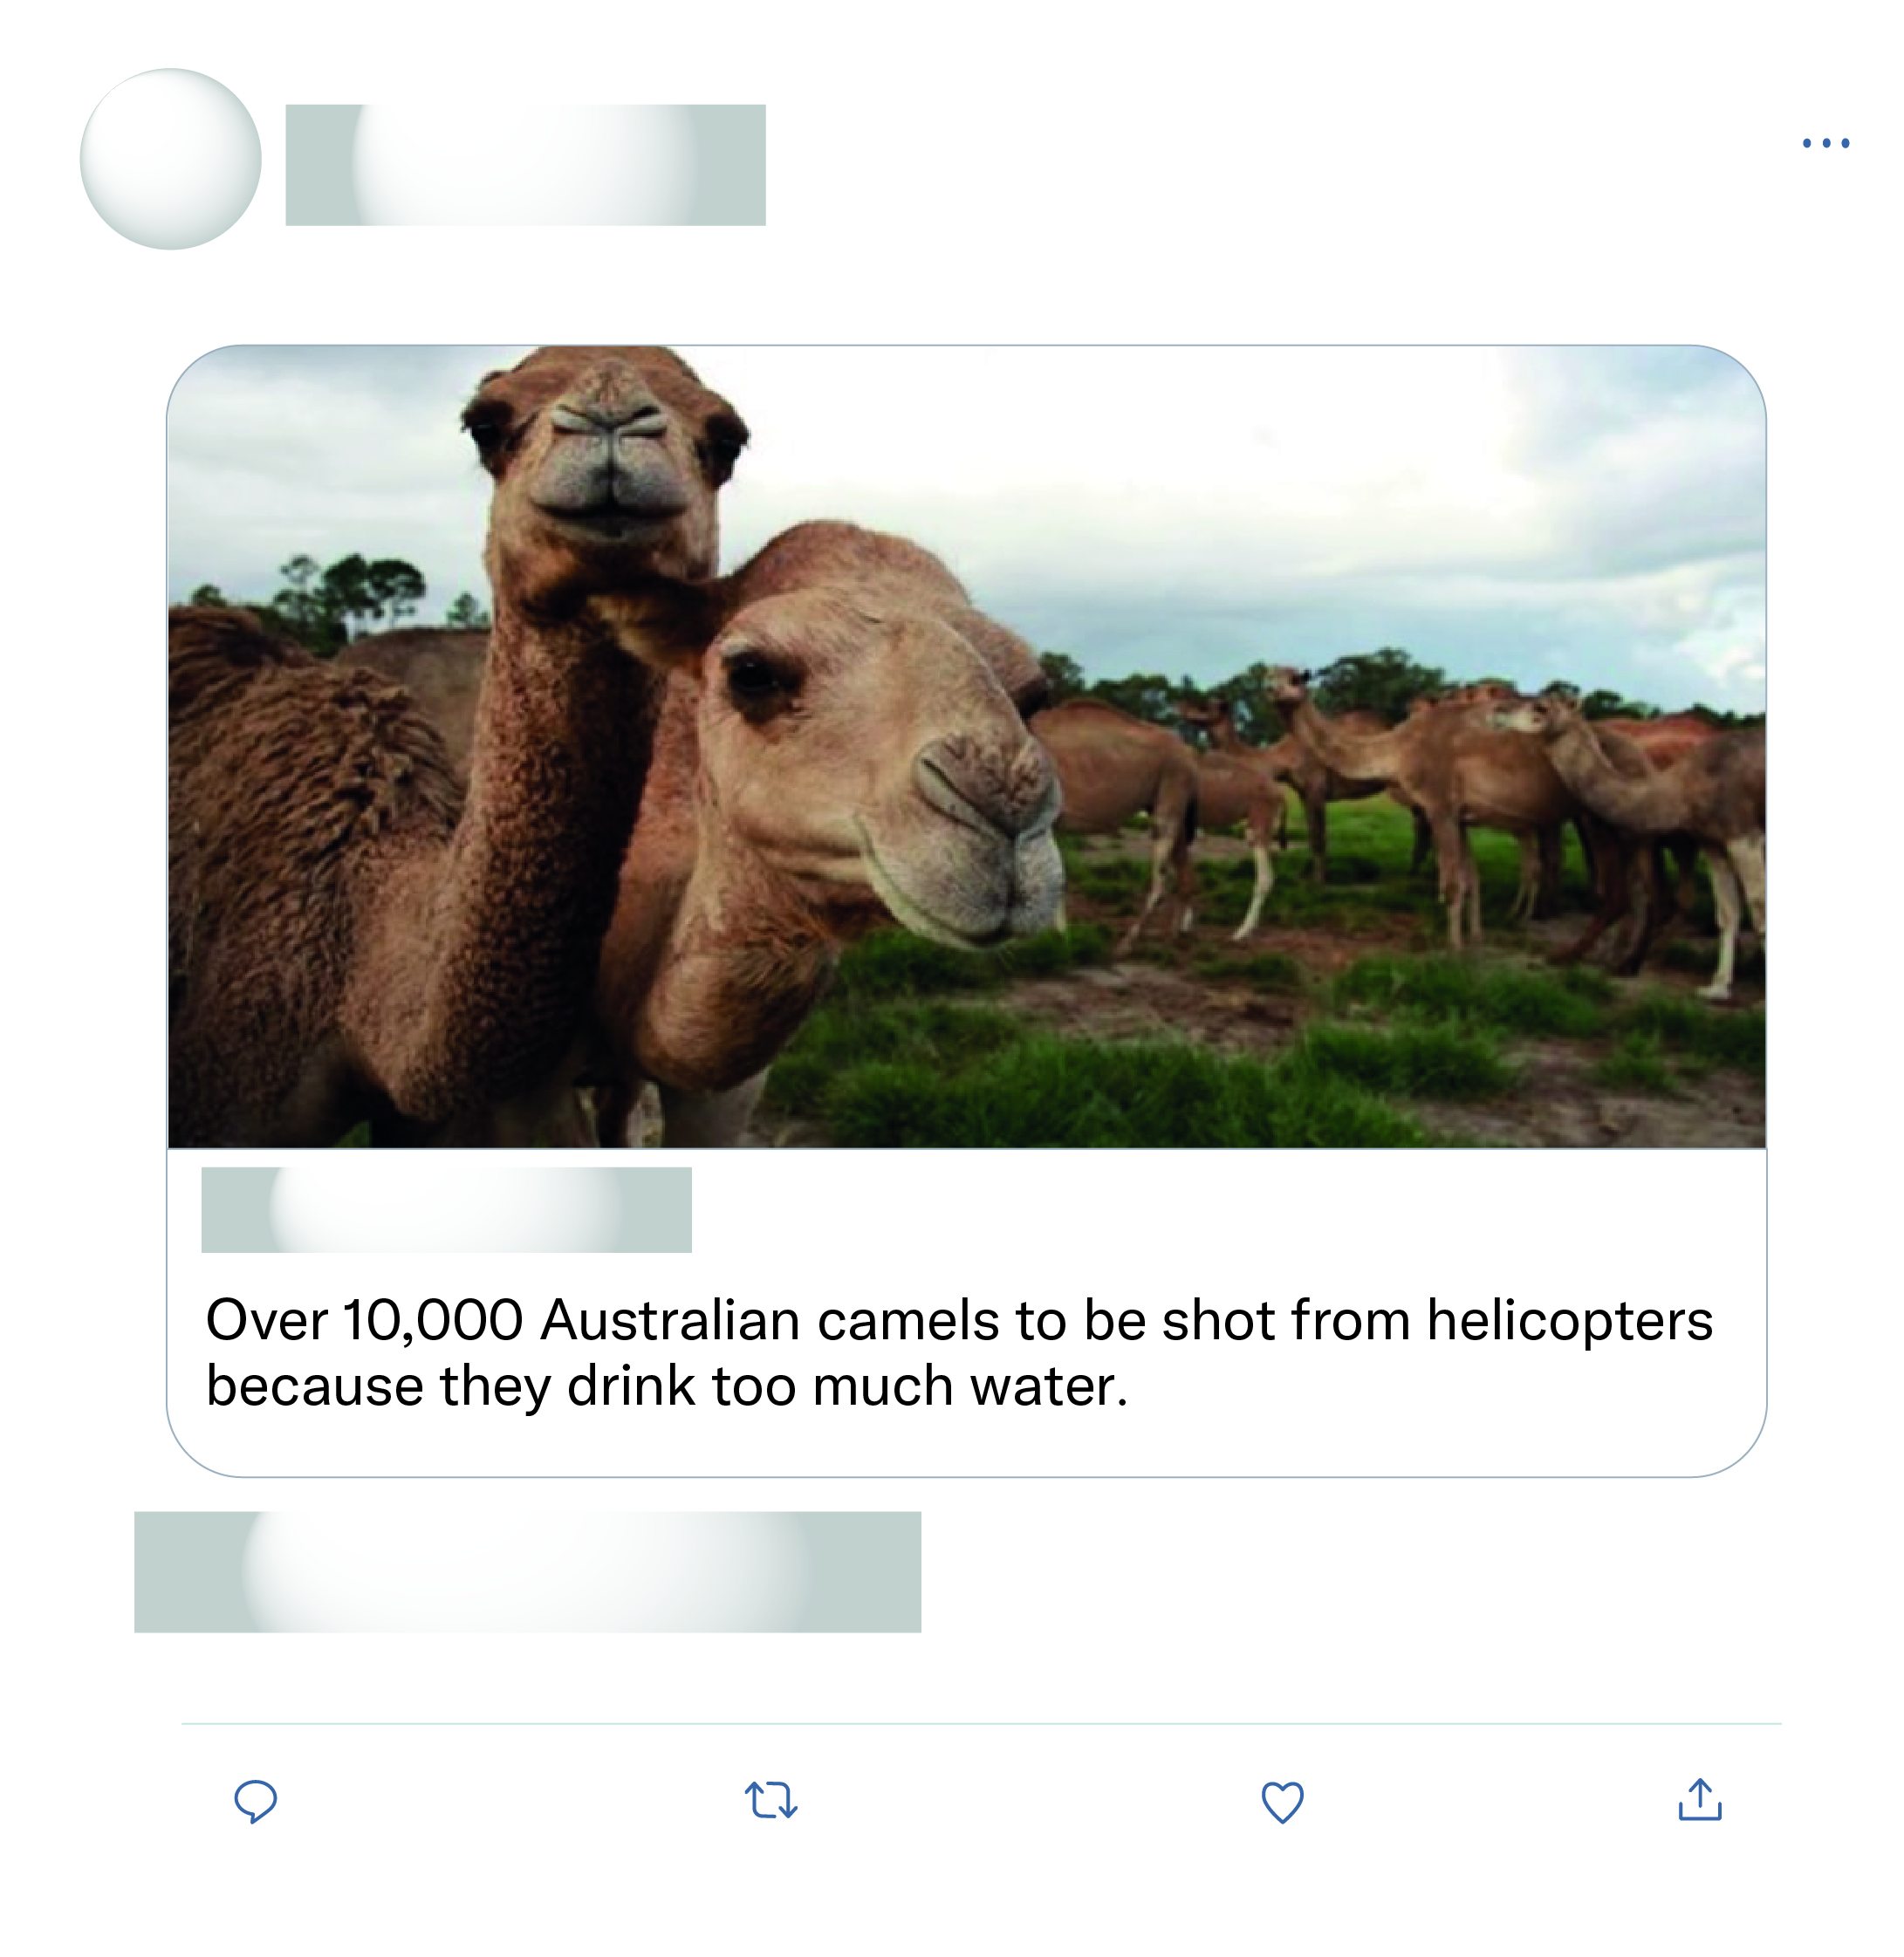 Over 10,000 Australian camels to be shot from helicopters
because they drink too much water.